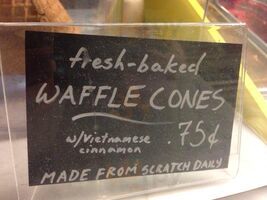 fresh-baked
WAFFLE CONES
w/Vietnamese
cinnamon .75¢
MADE FROM SCRATCH DAILY